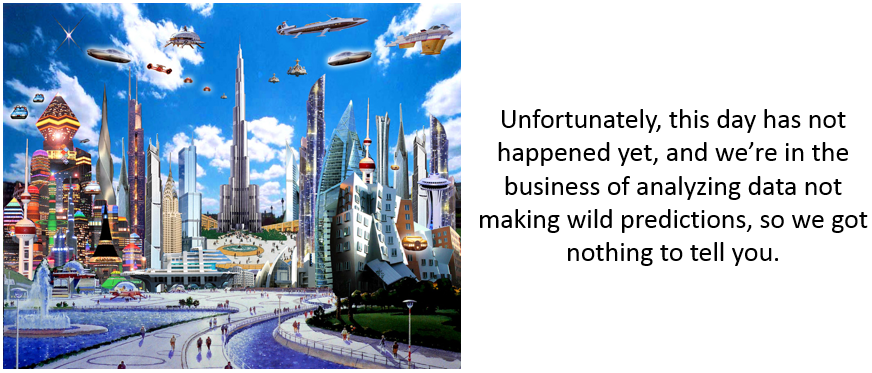 Unfortunately, this day has not
happened yet, and we’re in the
business of analyzing data not
making wild predictions, so we got
nothing to tell you.